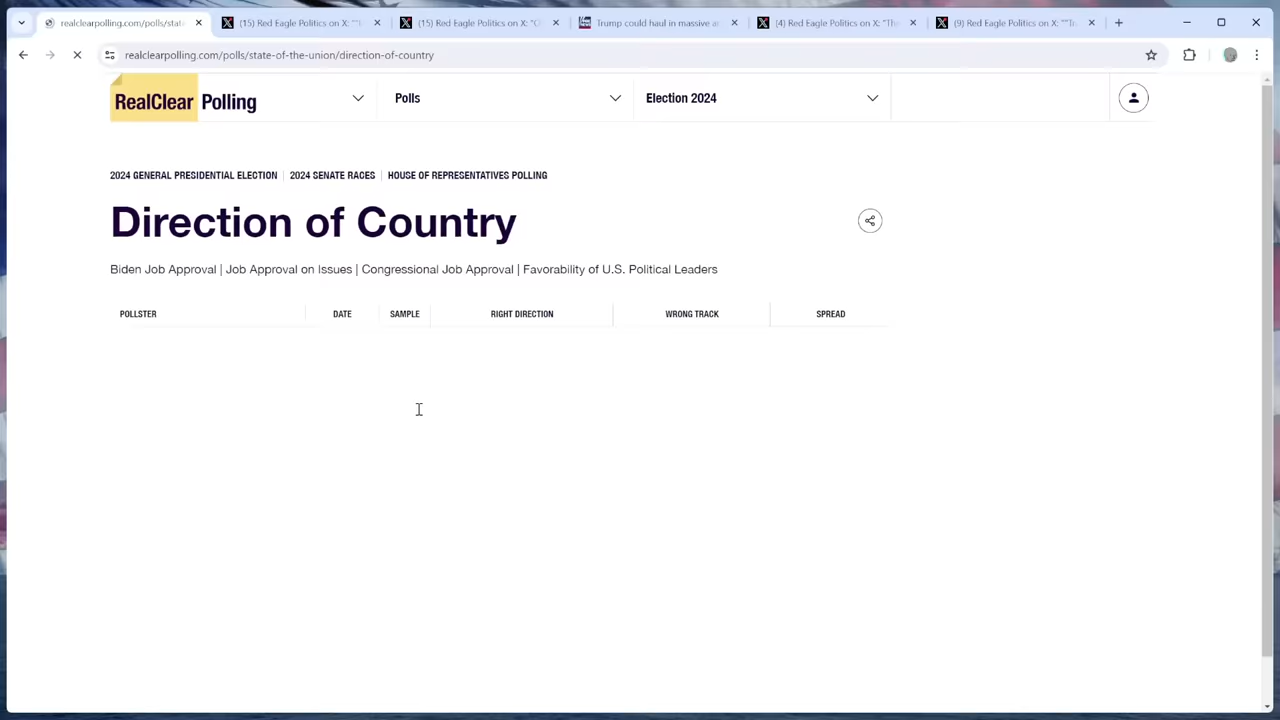 realclearpolling.com/polls/stat
(15) Red Eagle Politics on X: "
(15) Red Eagle Politics on X:
Trump could haul in massive a
(4) Red Eagle Politics on X: "The
(9) Red Eagle Politics on X:
realclearpolling.com/polls/state-of-the-union/direction-of-country
RealClear Polling
Polls
Election 2024
2024 GENERAL PRESIDENTIAL ELECTION | 2024 SENATE RACES | HOUSE OF REPRESENTATIVES POLLING
Direction of Country
Biden Job Approval | Job Approval on Issues | Congressional Job Approval | Favorability of U.S. Political Leaders
POLLSTER DATE SAMPLE RIGHT DIRECTION WRONG TRACK SPREAD